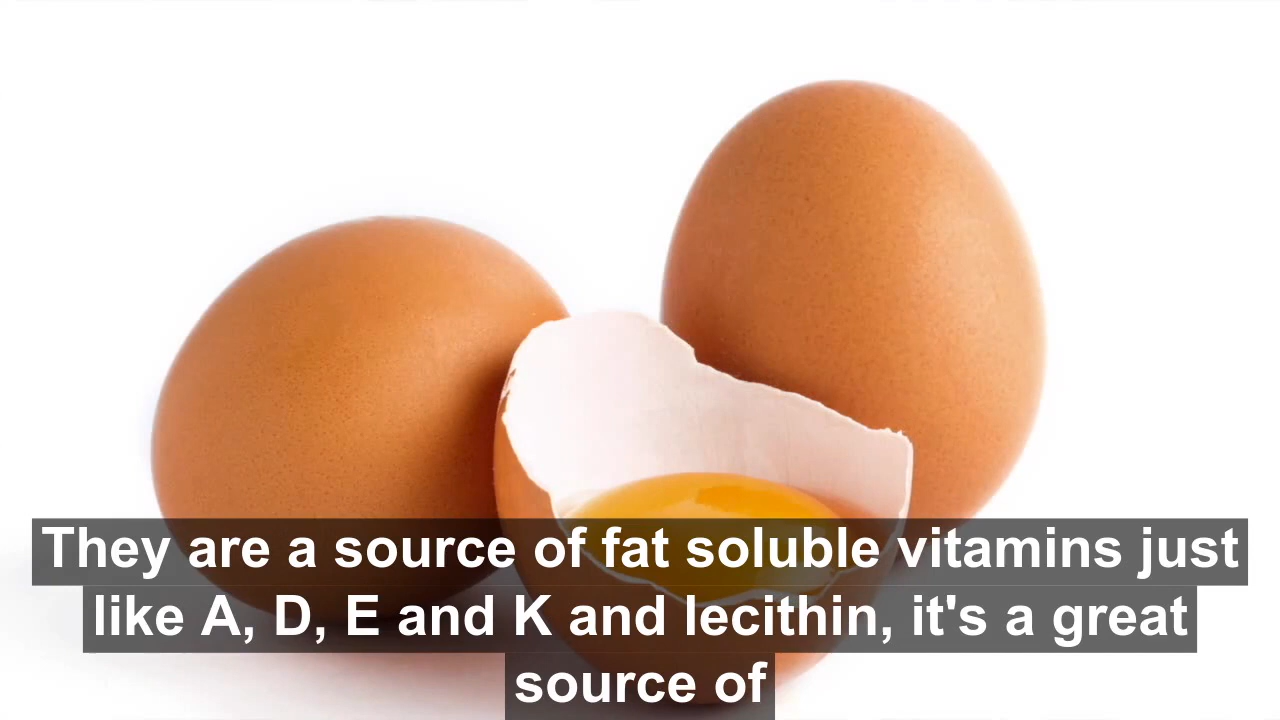 They are a source of fat soluble vitamins just
like A, D, E and K and lecithin, it's a great
source of